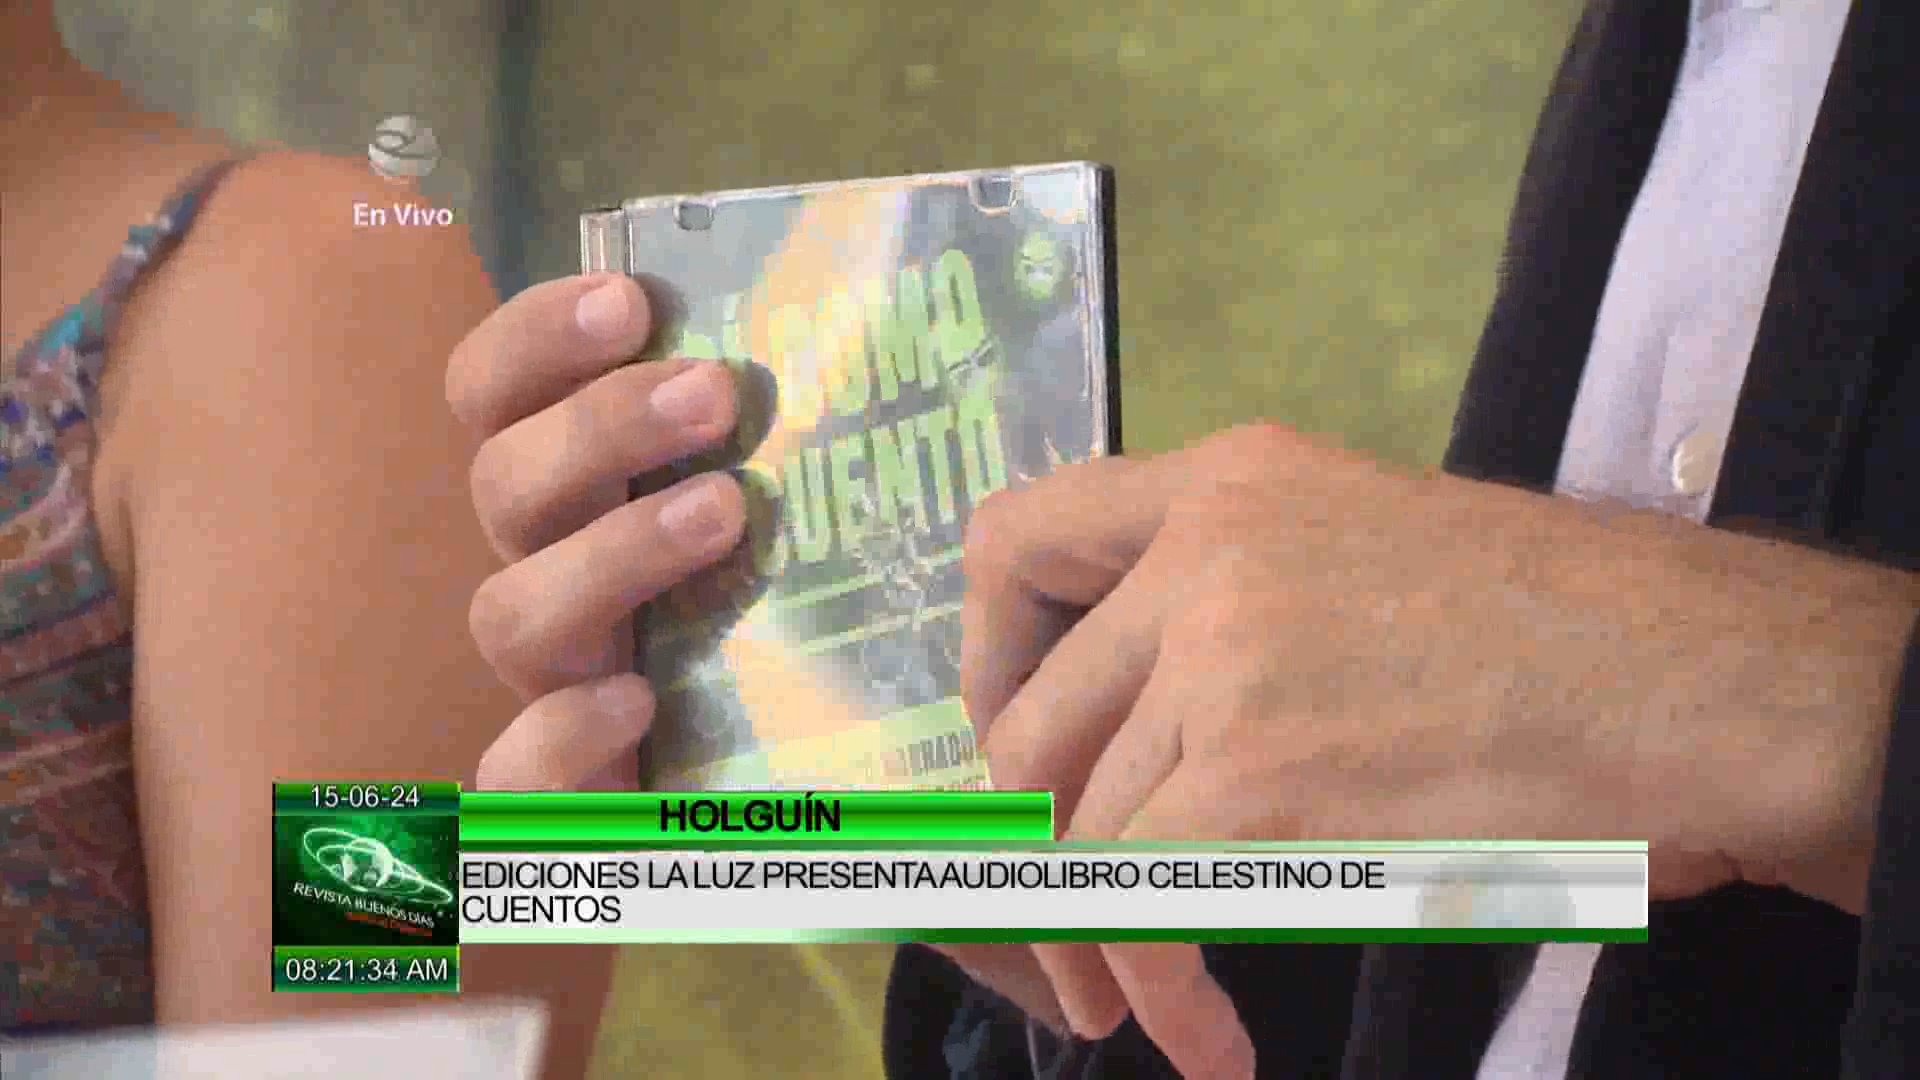 En Vivo
CUENTO
15-06-24
HOLGUÍN
REVISTA BUENOS DÍAS
EDICIONES LA LUZ PRESENTA AUDIOLIBRO CELESTINO DE
CUENTOS
08:21:34 AM